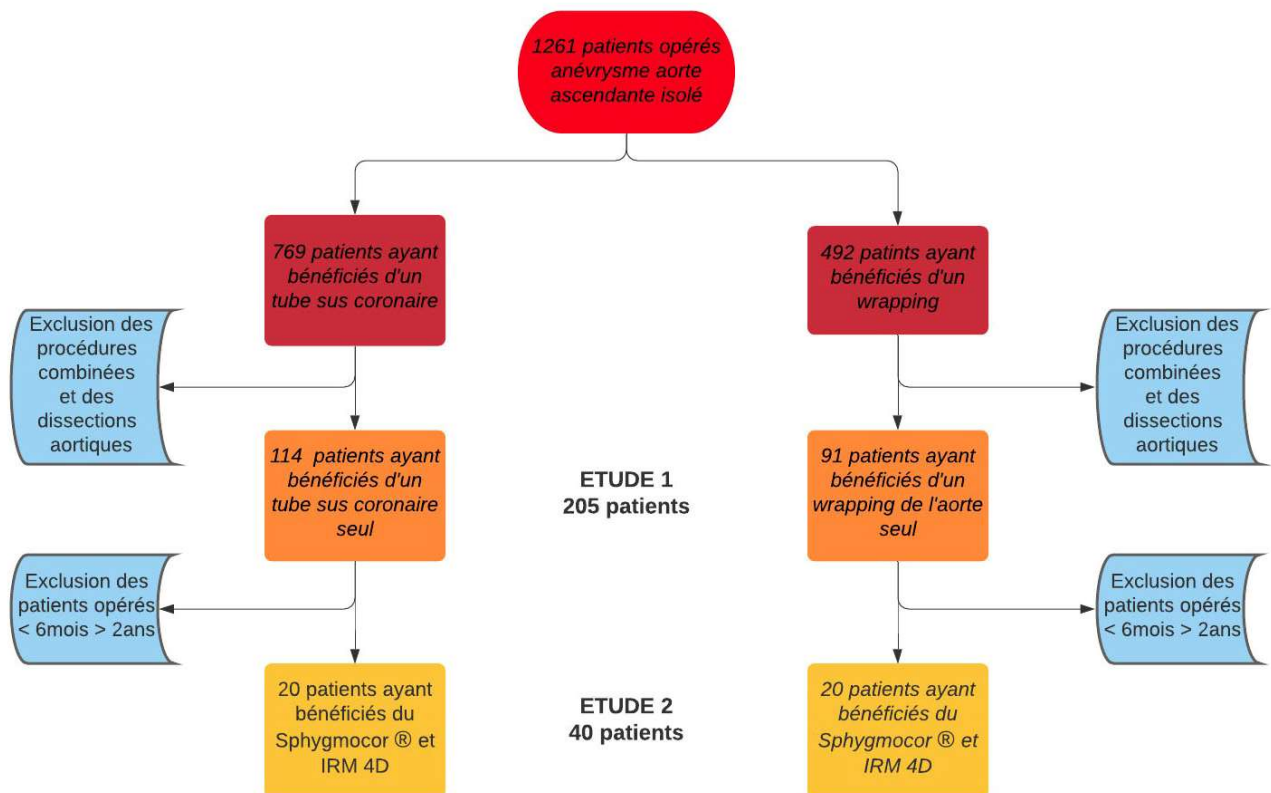 1261 patients opérés
anévrysme aorte
ascendante isolé
769 patients ayant
bénéficiés d'un
tube sus coronaire
492 patints ayant
bénéficiés d'un
wrapping
Exclusion des
procédures
combinées
et des
dissections
aortiques
Exclusion des
procédures
combinées
et des
dissections
aortiques
114 patients ayant
bénéficiés d'un
tube sus coronaire
seul
ETUDE 1
205 patients
91 patients ayant
bénéficiés d'un
wrapping de l'aorte
seul
Exclusion des
patients opérés
< 6mois > 2ans
Exclusion des
patients opérés
< 6mois > 2ans
20 patients ayant
bénéficiés du
Sphygmocor ® et
IRM 4D
ETUDE 2
40 patients
20 patients ayant
bénéficiés du
Sphygmocor ® et
IRM 4D